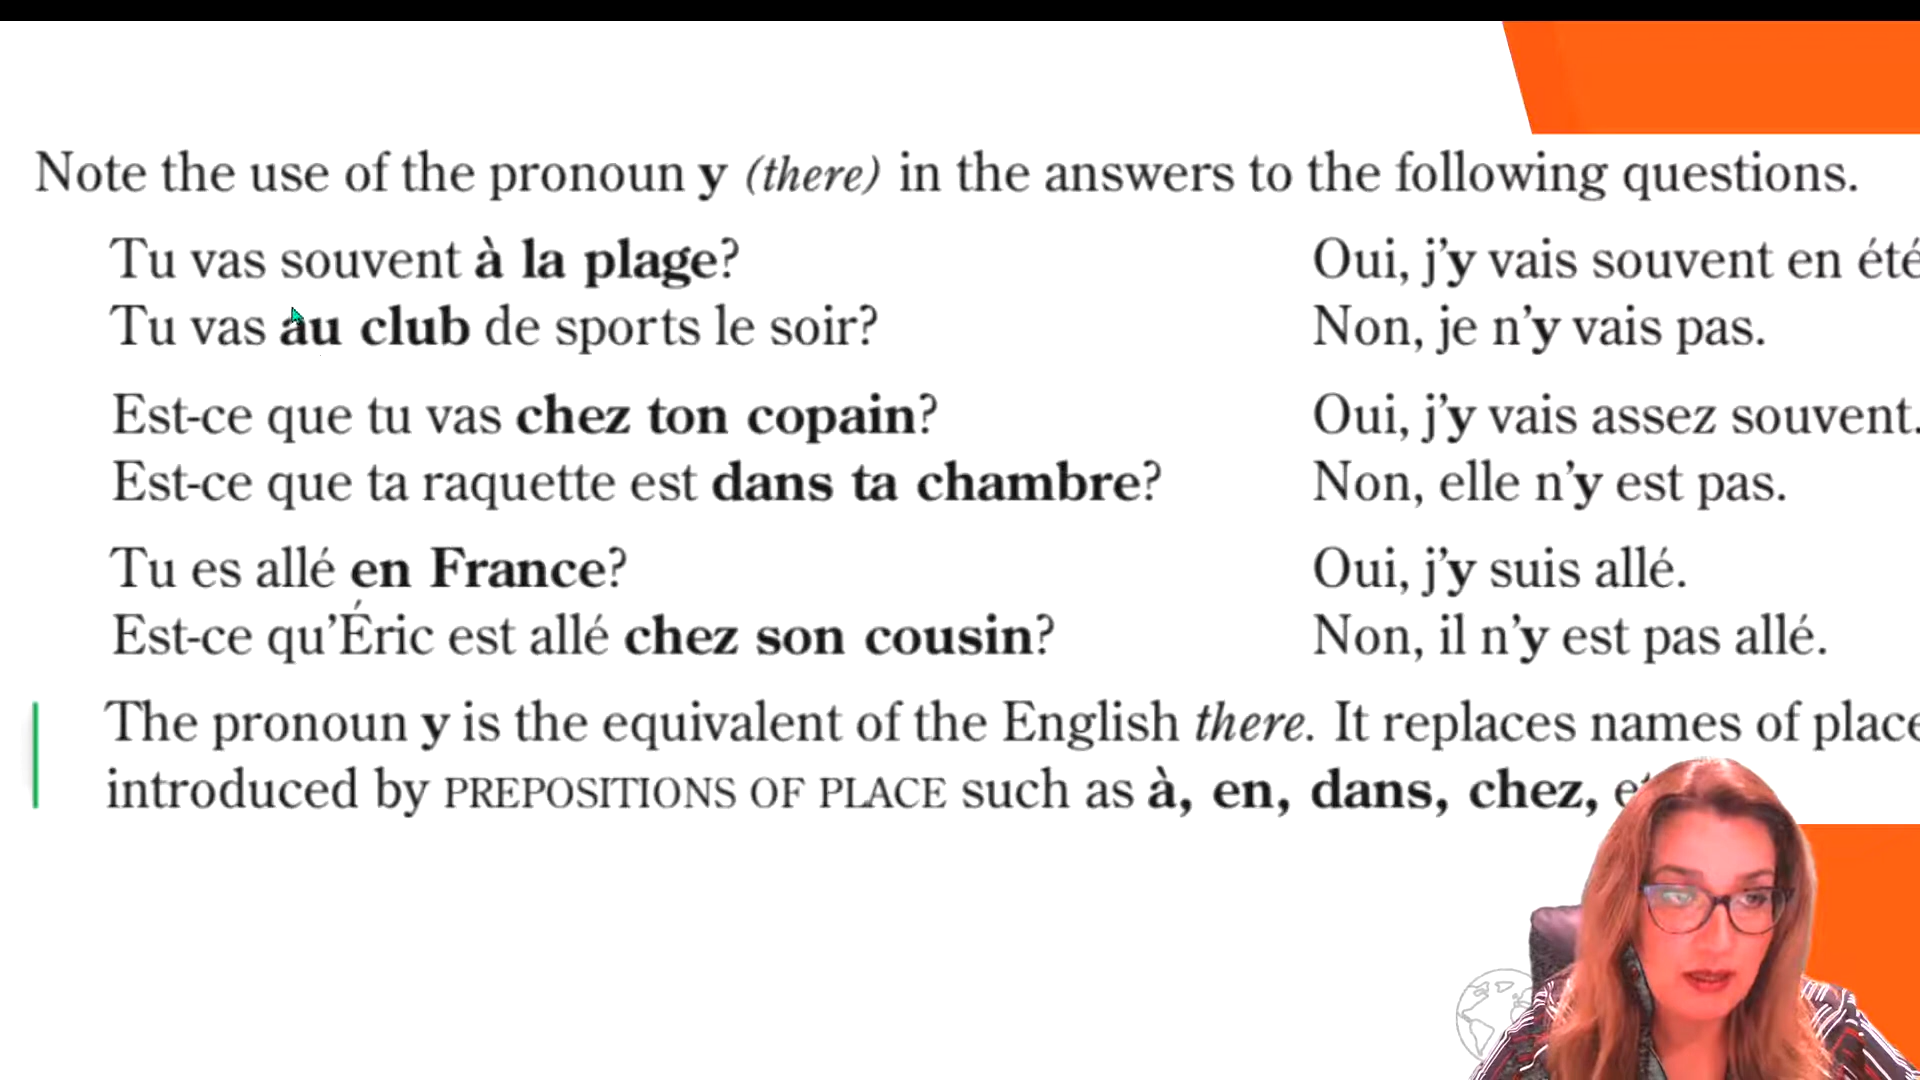 Note the use of the pronoun y (there) in the answers to the following questions.
Tu vas souvent à la plage? Oui, j'y vais souvent en été
Tu vas au club de sports le soir? Non, je n'y vais pas.
Est-ce que tu vas chez ton copain? Oui, j'y vais assez souvent.
Est-ce que ta raquette est dans ta chambre? Non, elle n'y est pas.
Tu es allé en France? Oui, j'y suis allé.
Est-ce qu'Éric est allé chez son cousin? Non, il n'y est pas allé.
The pronoun y is the equivalent of the English there. It replaces names of place
introduced by PREPOSITIONS OF PLACE such as à, en, dans, chez,